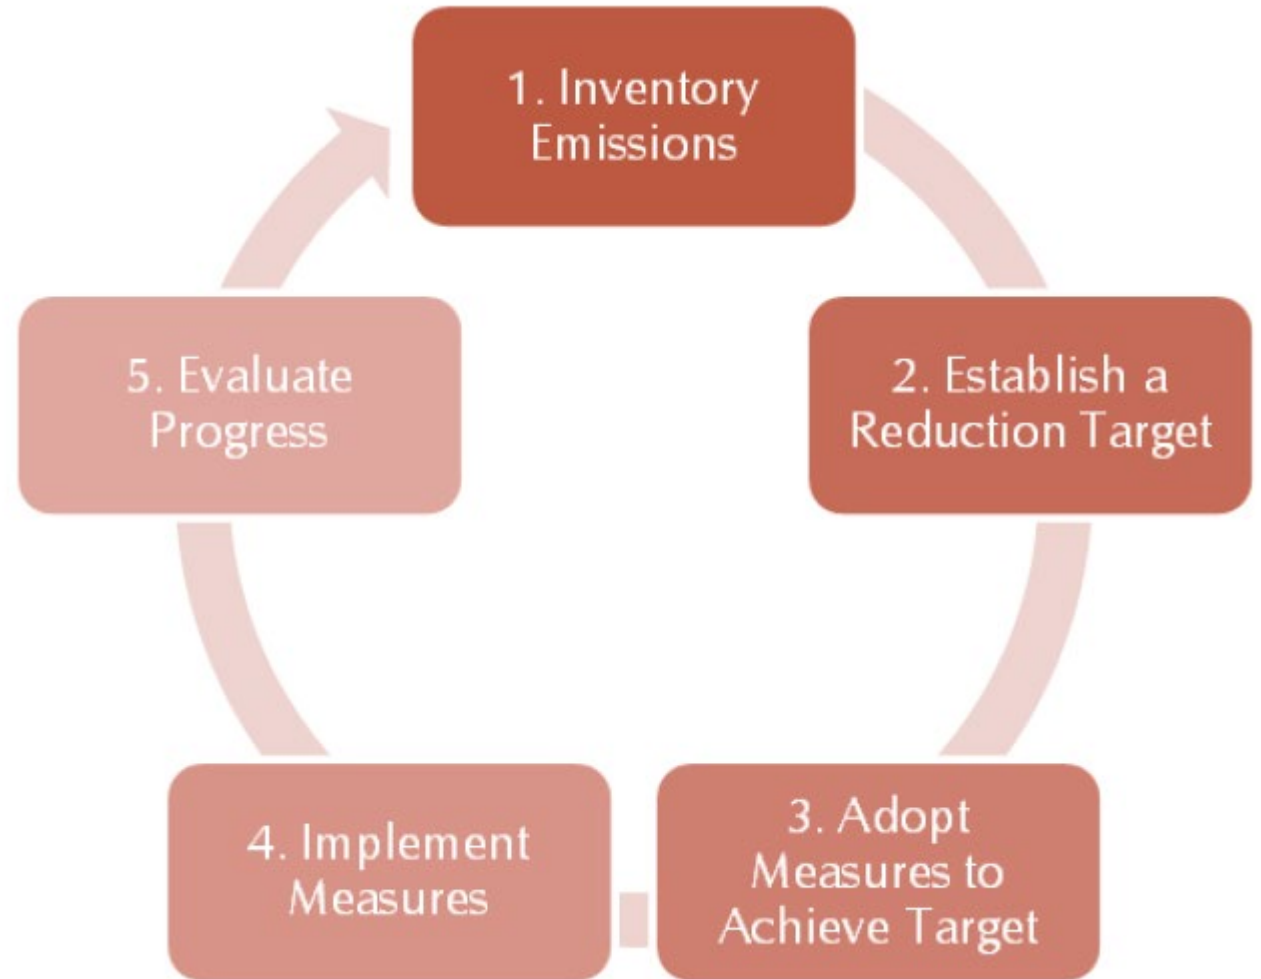 1. Inventory
Emissions
2. Establish a
Reduction Target
3. Adopt
Measures to
Achieve Target
4. Implement
Measures
5. Evaluate
Progress